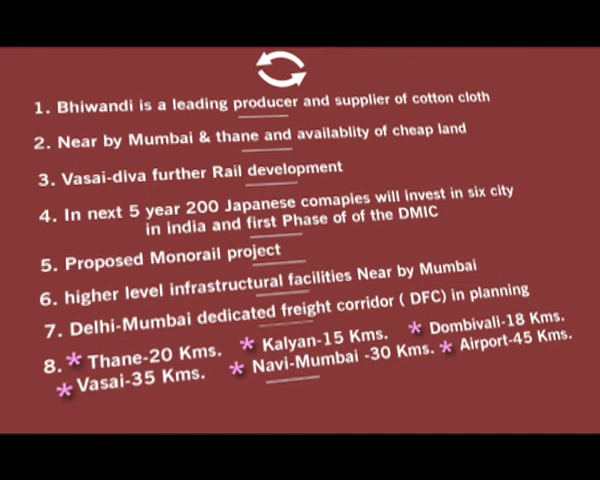 1. Bhiwandi is a leading producer and supplier of cotton cloth
2. Near by Mumbai & thane and availablity of cheap land
3. Vasai-diva further Rail development
4. In next 5 year 200 Japanese comaples will invest in six city
in india and first Phase of of the DMIC
5. Proposed Monorail project
6. higher level infrastructural facilities Near by Mumbai
7. Delhi-Mumbai dedicated freight corridor ( DFC) in planning
8. * Thane-20 Kms. * Kalyan-15 Kms. * Dombivali-18 Kms.
* Vasai-35 Kms. * Navi-Mumbai -30 Kms. * Airport-45 Kms.